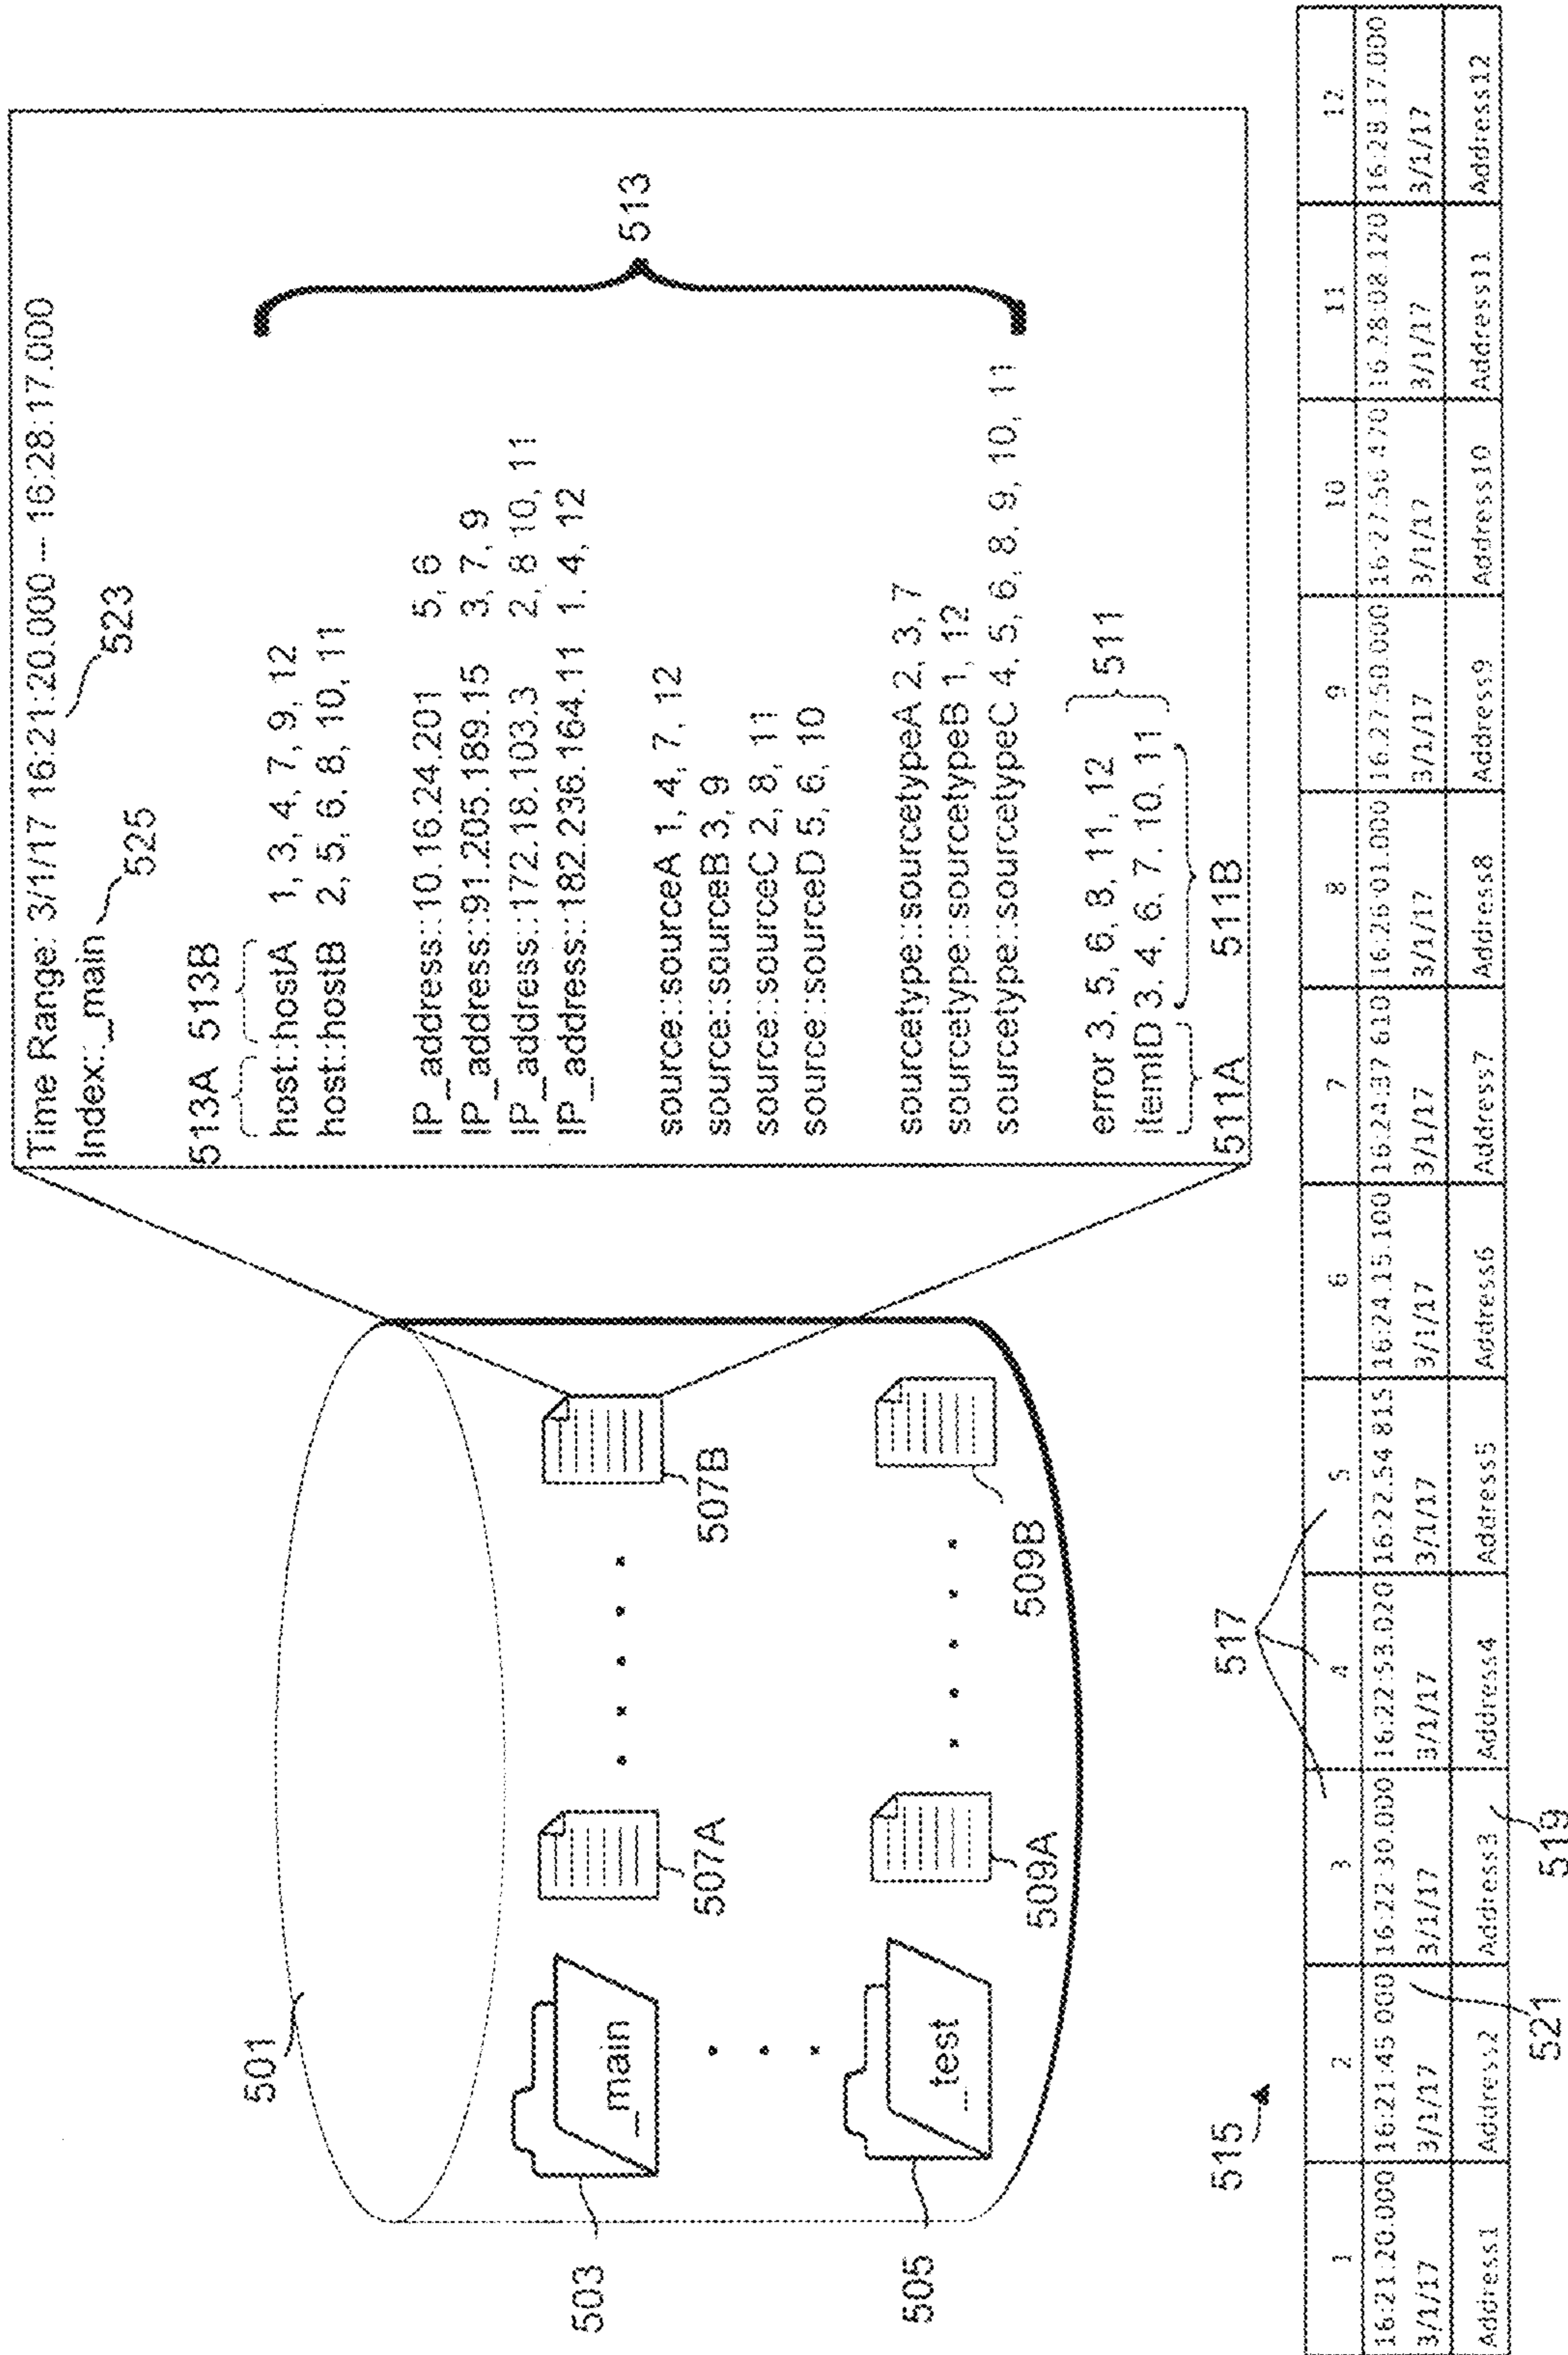 501
503
_main
507A
507B
505
_test
509A
509B
Time Range: 3/1/17 16:21:20.000 -- 16:28:17.000
Index::_main
525
523
513A 513B
host::hostA 1, 3, 4, 7, 9, 12
host::hostB 2, 5, 6, 8, 10, 11
IP_address::10.16.24.201 5, 6
IP_address::91.205.189.15 3, 7, 9
IP_address::172.18.103.3 2, 8 10, 11
IP_address::182.236.164.11 1, 4, 12
source::sourceA 1, 4, 7, 12
source::sourceB 3, 9
source::sourceC 2, 8, 11
source::sourceD 5, 6, 10
sourcetype::sourcetypeA 2, 3, 7
sourcetype::sourcetypeB 1, 12
sourcetype::sourcetypeC 4, 5, 6, 8, 9, 10, 11
513
error 3, 5, 6, 8, 11, 12
itemID 3, 4, 6, 7, 10, 11
511
511A 511B
515
517
1 2 3 4 5 6 7 8 9 10 11 12
16:21:20.000 16:21:45 000 16:22:30.000 16:22:53.020 16:22:54 815 16:24:15.100 16:24:37 610 16:26:01.000 16:27:50.000 16:27:56 470 16:28:08.120 16:28:17.000
3/1/17 3/1/17 3/1/17 3/1/17 3/1/17 3/1/17 3/1/17 3/1/17 3/1/17 3/1/17 3/1/17 3/1/17
Address1 Address2 Address3 Address4 Address5 Address6 Address7 Address8 Address9 Address10 Address11 Address12
521
519